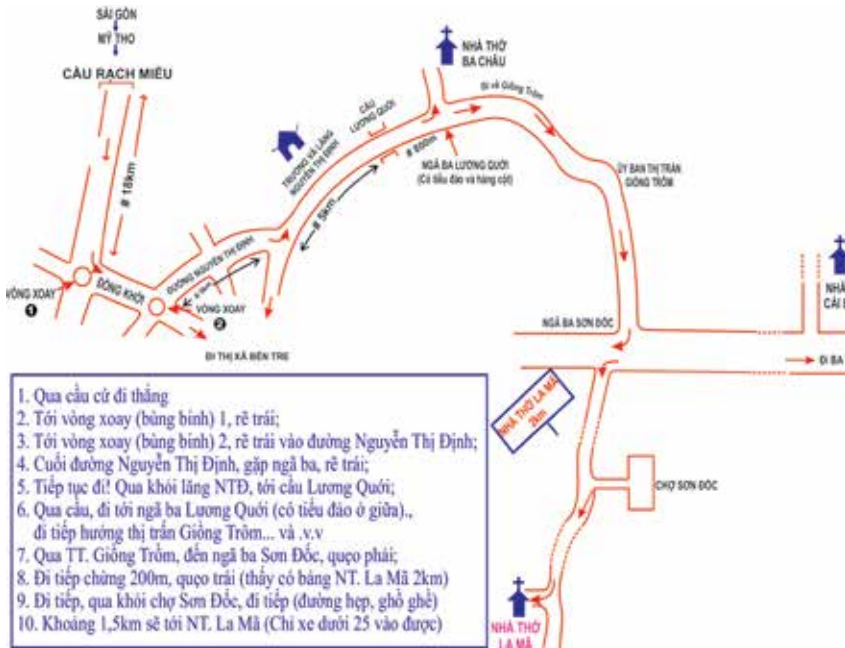 SÀI GÒN
MỸ THO
CẦU RẠCH MIỄU
# 18km
VÒNG XOAY
1
ĐỒNG KHỞI
ĐƯỜNG NGUYỄN THỊ ĐỊNH
VÒNG XOAY
2
ĐI THỊ XÃ BẾN TRE
TRƯỜNG VÀ LĂNG
NGUYỄN THỊ ĐỊNH
# 5km
CẦU
LƯƠNG QUỚI
# 800m
NHÀ THỜ
BA CHÂU
Đi về Giồng Trôm
NGÃ BA LƯƠNG QUỚI
(Có tiểu đảo và hàng cột)
ỦY BAN THỊ TRẤN
GIỒNG TRÔM
NHÀ
CÁI
NGÃ BA SƠN ĐỐC
ĐI BA
NHÀ THỜ LA MÃ
2km
CHỢ SƠN ĐỐC
NHÀ THỜ
LA MÃ
1. Qua cầu cứ đi thẳng
2. Tới vòng xoay (bùng binh) 1, rẽ trái;
3. Tới vòng xoay (bùng binh) 2, rẽ trái vào đường Nguyễn Thị Định;
4. Cuối đường Nguyễn Thị Định, gặp ngã ba, rẽ trái;
5. Tiếp tục đi! Qua khỏi lăng NTĐ, tới cầu Lương Quới;
6. Qua cầu, đi tới ngã ba Lương Quới (có tiểu đảo ở giữa).,
đi tiếp hướng thị trấn Giồng Trôm... và .v.v
7. Qua TT. Giồng Trôm, đến ngã ba Sơn Đốc, quẹo phải;
8. Đi tiếp chừng 200m, quẹo trái (thấy có bảng NT. La Mã 2km)
9. Đi tiếp, qua khỏi chợ Sơn Đốc, đi tiếp (đường hẹp, ghồ ghề)
10. Khoảng 1,5km sẽ tới NT. La Mã (Chỉ xe dưới 25 vào được)